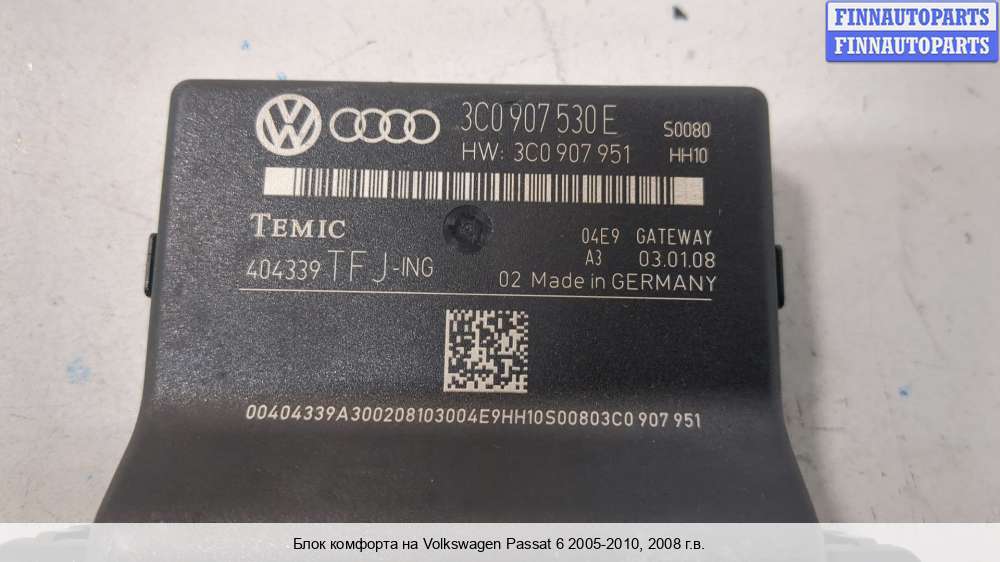 FINNAUTOPARTS
FINNAUTOPARTS
3C0 907 530 E
S0080
HW: 3C0 907 951
HH10
TEMIC
04E9 GATEWAY
A3 03.01.08
404339 TFJ-ING
02 Made in GERMANY
00404339A300208103004E9HH10S00803C0 907 951
Блок комфорта на Volkswagen Passat 6 2005-2010, 2008 г.в.